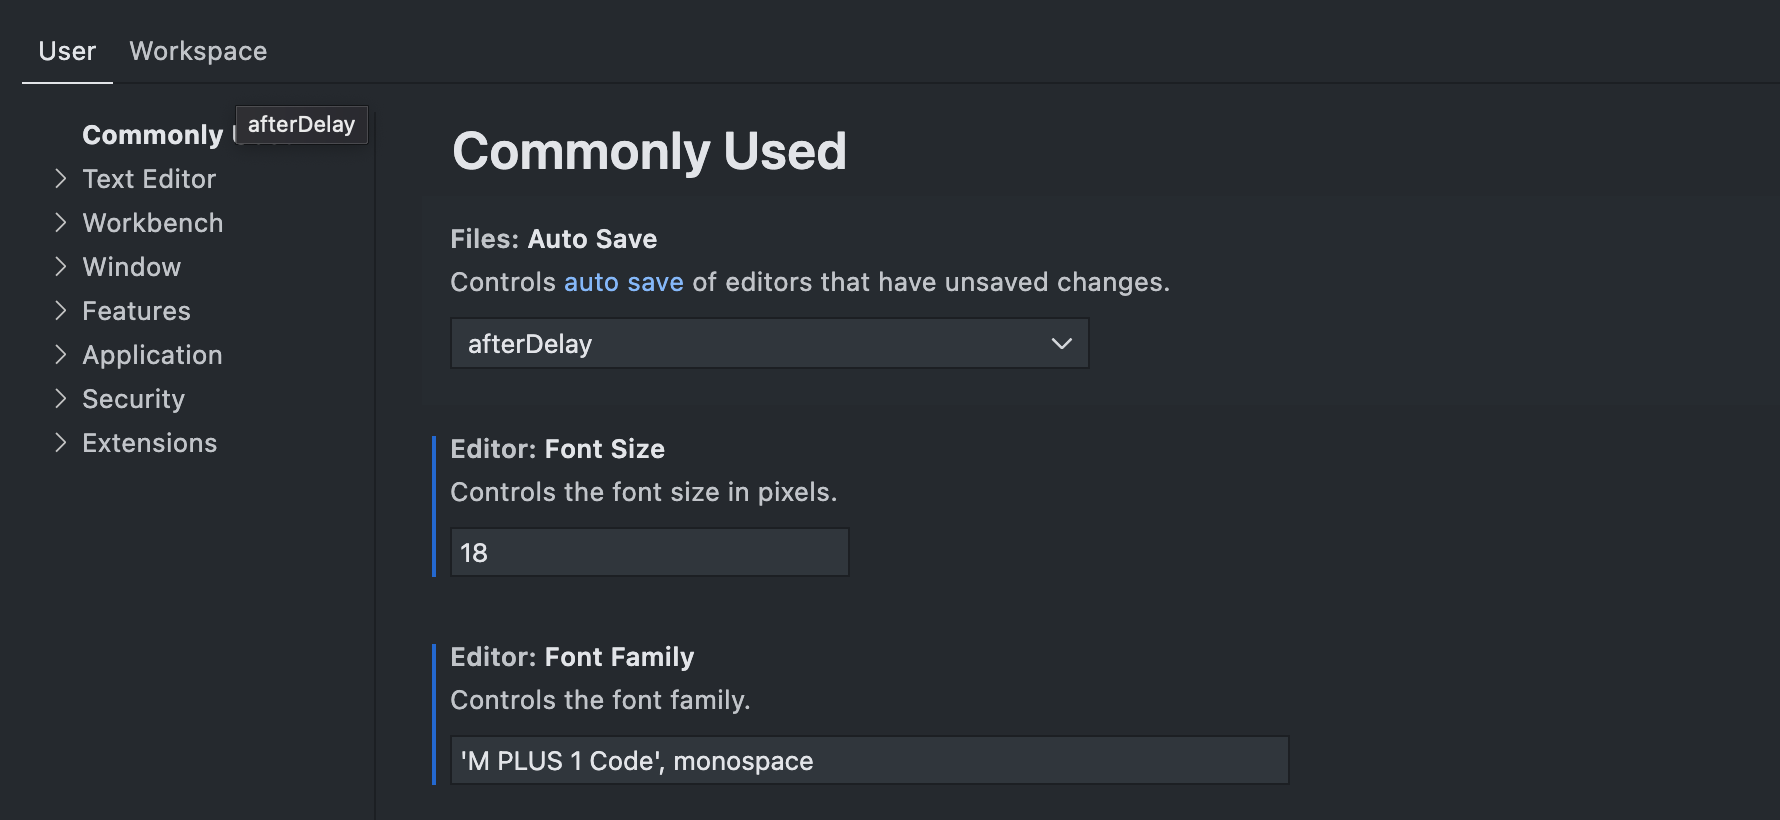 User Workspace
Commonly
afterDelay
Text Editor
Workbench
Window
Features
Application
Security
Extensions
Commonly Used
Files: Auto Save
Controls auto save of editors that have unsaved changes.
afterDelay
Editor: Font Size
Controls the font size in pixels.
18
Editor: Font Family
Controls the font family.
'M PLUS 1 Code', monospace